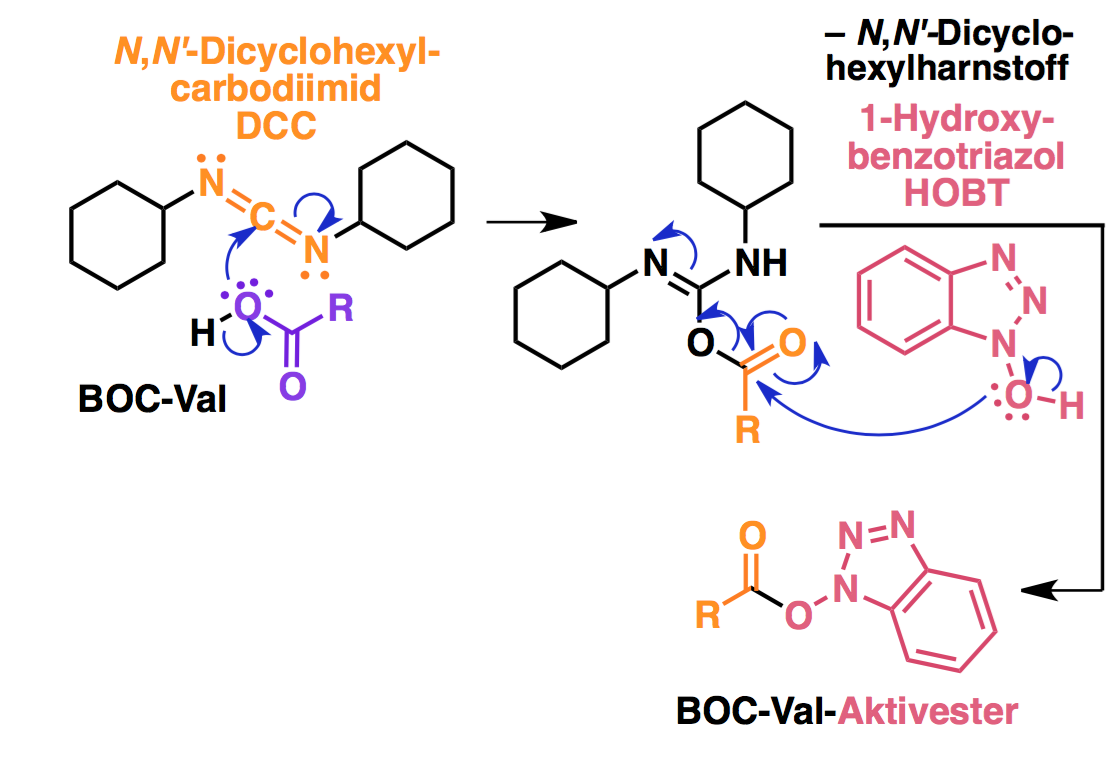 N,N'-Dicyclohexyl-
carbodiimid
DCC
– N,N'-Dicyclo-
hexylharnstoff
1-Hydroxy-
benzotriazol
HOBT
N
C
N
H
O
R
O
BOC-Val
N
NH
O
O
R
N
N
N
O
H
O
R
O
N
N
N
BOC-Val-Aktivester